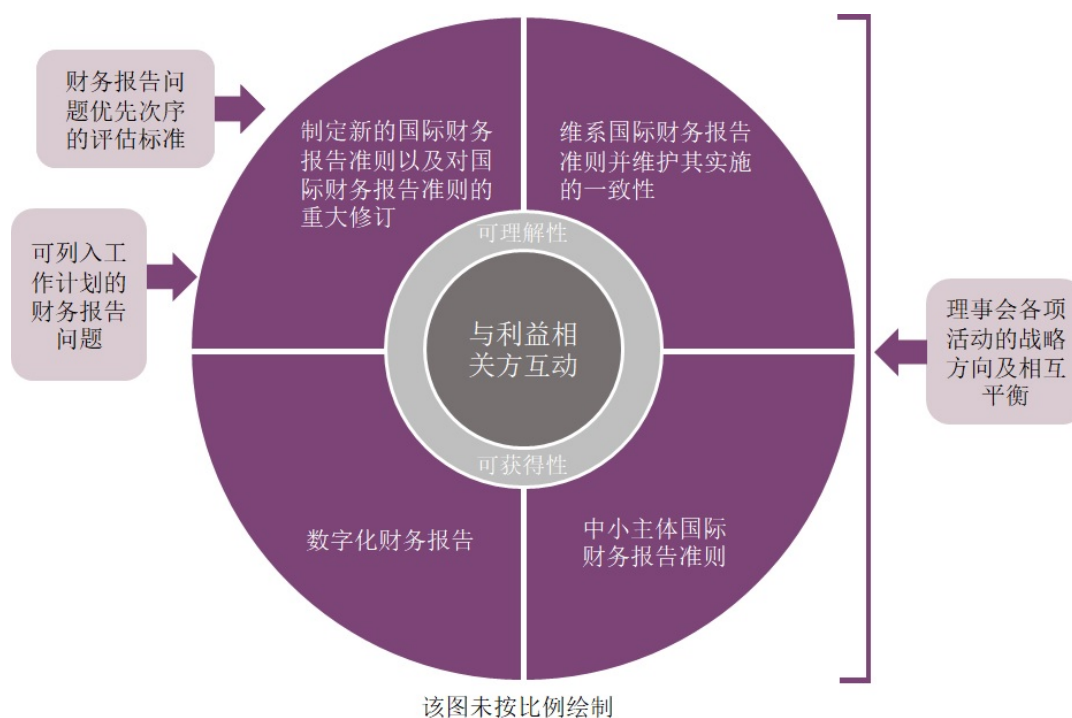 财务报告问
题优先次序
的评估标准
制定新的国际财务
报告准则以及对国
际财务报告准则的
重大修订
维系国际财务报告
准则并维护其实施
的一致性
可列入工
作计划的
财务报告
问题
可理解性
与利益相
关方互动
可获得性
理事会各项
活动的战略
方向及相互
平衡
数字化财务报告
中小主体国际
财务报告准则
该图未按比例绘制